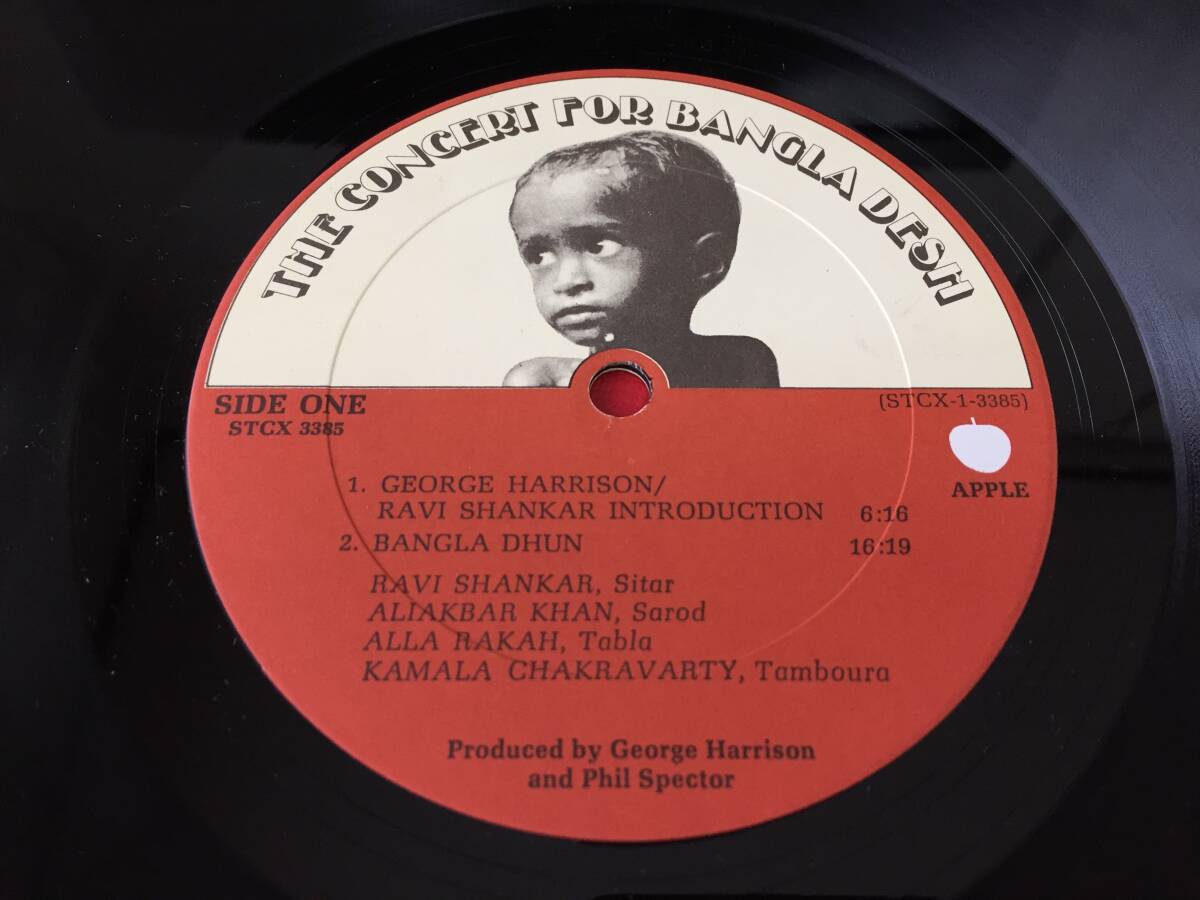 THE CONCERT FOR BANGLA DESH
SIDE ONE
STCX 3385
(STCX-1-3385)
APPLE
1. GEORGE HARRISON/
RAVI SHANKAR INTRODUCTION 6:16
2. BANGLA DHUN 16:19
RAVI SHANKAR, Sitar
ALIAKBAR KHAN, Sarod
ALLA RAKAH, Tabla
KAMALA CHAKRAVARTY, Tamboura
Produced by George Harrison
and Phil Spector